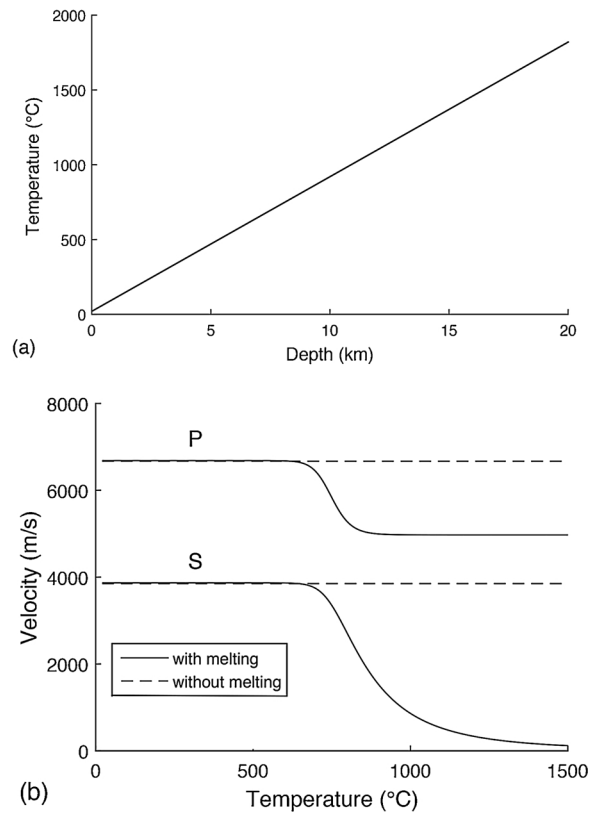 2000
1500
1000
500
0
Temperature (°C)
0 5 10 15 20
Depth (km)
(a)
8000
6000
4000
2000
0
Velocity (m/s)
P
S
with melting
without melting
0 500 1000 1500
Temperature (°C)
(b)